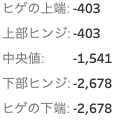 ヒゲの上端: -403
上部ヒンジ: -403
中央値: -1,541
下部ヒンジ: -2,678
ヒゲの下端: -2,678